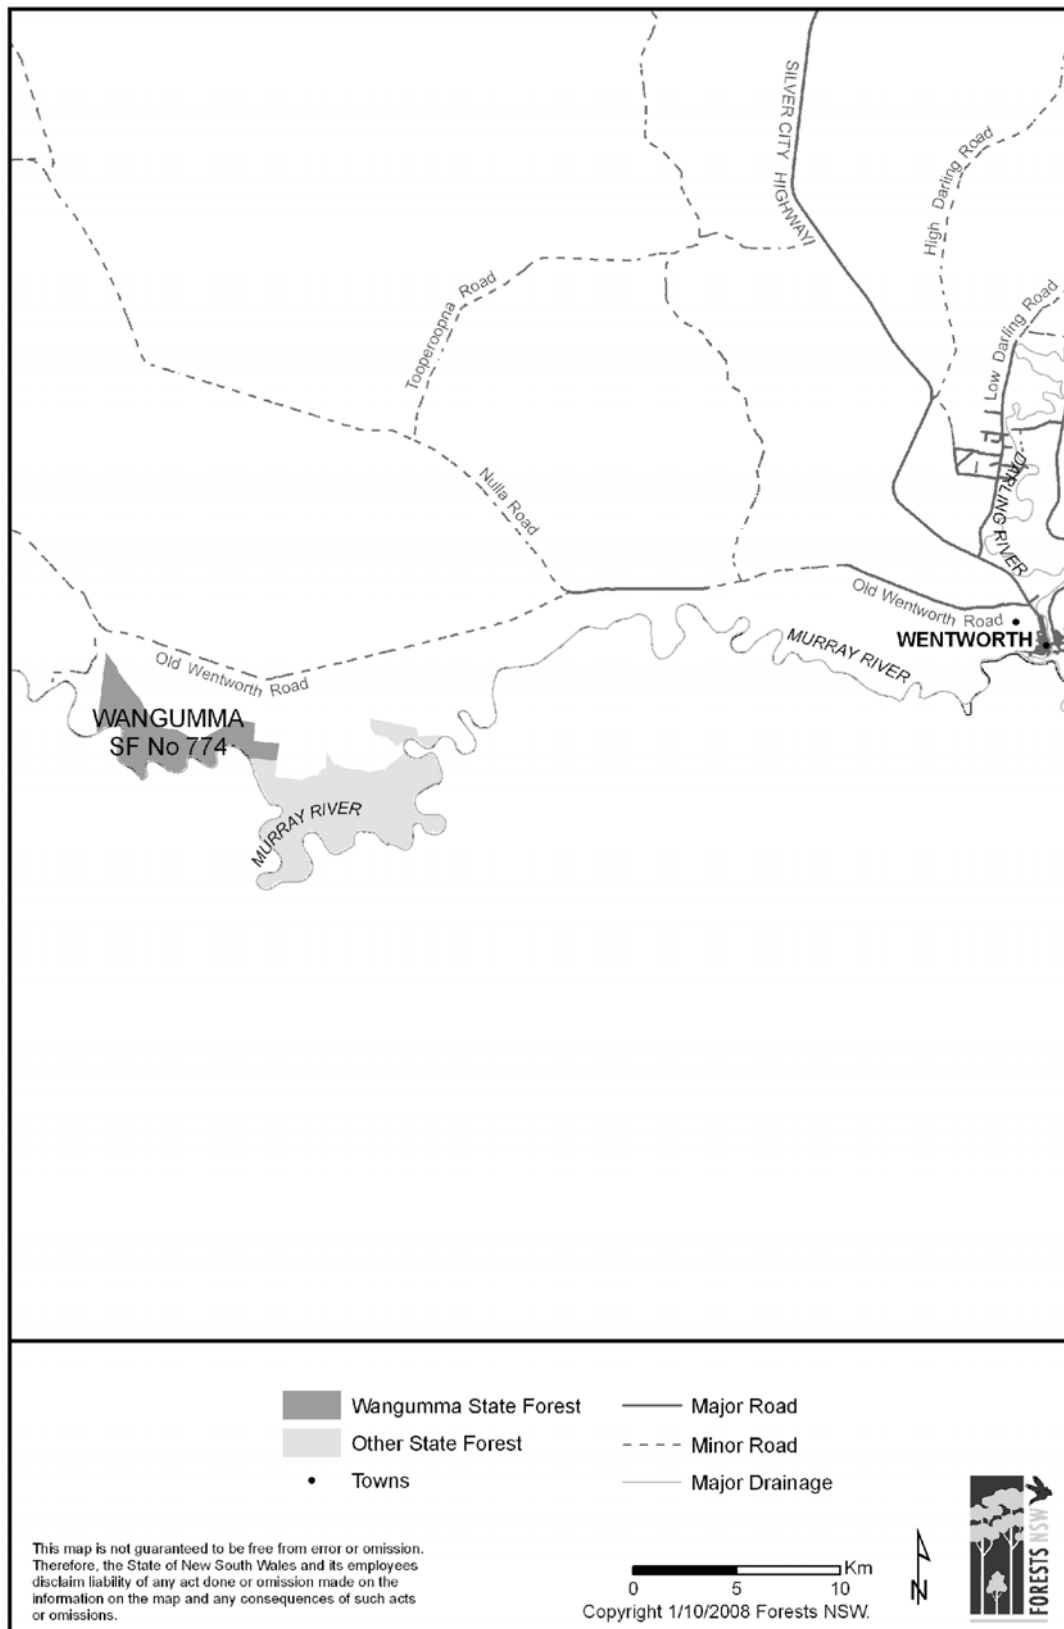 SILVER CITY HIGHWAY
High Darling Road
Tooperoopna Road
Low Darling Road
Nulla Road
DARLING RIVER
Old Wentworth Road
WENTWORTH
MURRAY RIVER
Old Wentworth Road
WANGUMMA
SF No 774
MURRAY RIVER
Wangumma State Forest
Major Road
Other State Forest
Minor Road
Towns
Major Drainage
This map is not guaranteed to be free from error or omission.
Therefore, the State of New South Wales and its employees
disclaim liability of any act done or omission made on the
information on the map and any consequences of such acts
or omissions.
Km
0 5 10
Copyright 1/10/2008 Forests NSW.
N
FORESTS NSW